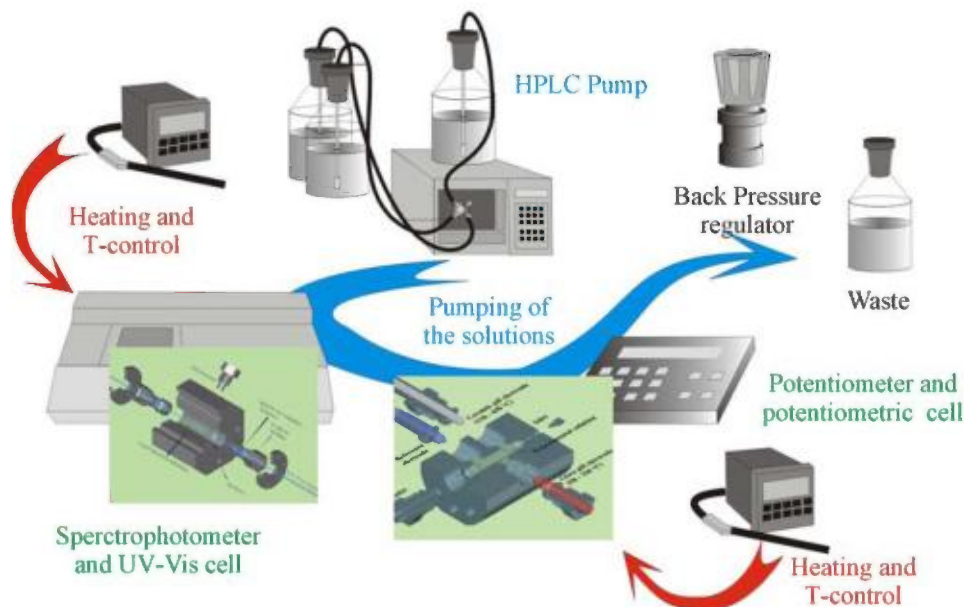 HPLC Pump
Heating and
T-control
Back Pressure
regulator
Waste
Pumping of
the solutions
Potentiometer and
potentiometric cell
Sperctrophotometer
and UV-Vis cell
Heating and
T-control